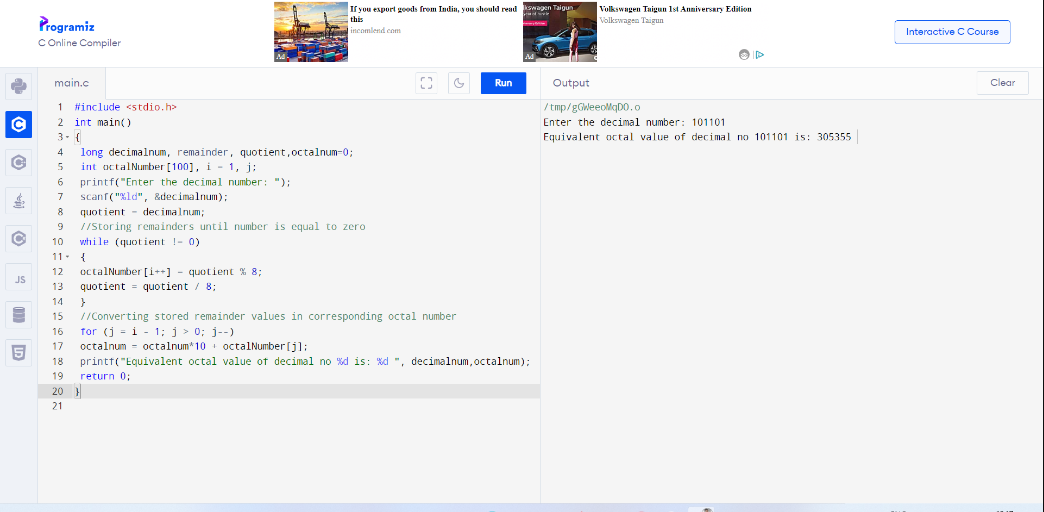 Programiz
C Online Compiler
If you export goods from India, you should read this
incomlend.com
Ad
Volkswagen Taigun 1st Anniversary Edition
Volkswagen Taigun
Ad
Interactive C Course
main.c
Run
Output
Clear
JS
1 #include <stdio.h>
2 int main()
3 {
4 long decimalnum, remainder, quotient,octalnum=0;
5 int octalNumber[100], i = 1, j;
6 printf("Enter the decimal number: ");
7 scanf("%ld", &decimalnum);
8 quotient = decimalnum;
9 //Storing remainders until number is equal to zero
10 while (quotient != 0)
11 {
12 octalNumber[i++] = quotient % 8;
13 quotient = quotient / 8;
14 }
15 //Converting stored remainder values in corresponding octal number
16 for (j = i - 1; j > 0; j--)
17 octalnum = octalnum*10 + octalNumber[j];
18 printf("Equivalent octal value of decimal no %d is: %d ", decimalnum,octalnum);
19 return 0;
20 }
21
/tmp/gGWeeoMqDO.o
Enter the decimal number: 101101
Equivalent octal value of decimal no 101101 is: 305355